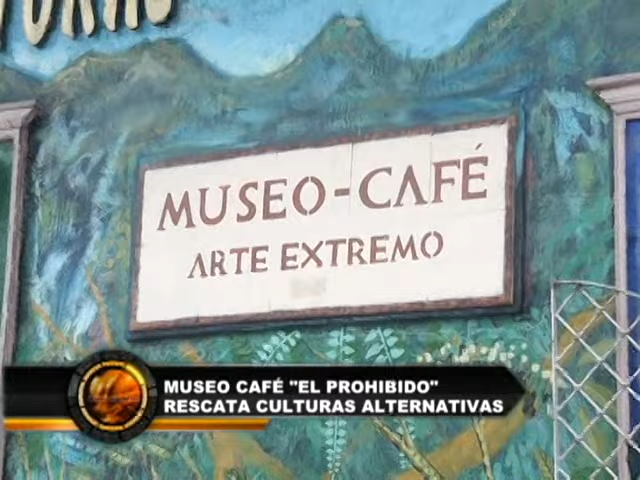 MUSEO-CAFÉ
ARTE EXTREMO
MUSEO CAFÉ "EL PROHIBIDO"
RESCATA CULTURAS ALTERNATIVAS